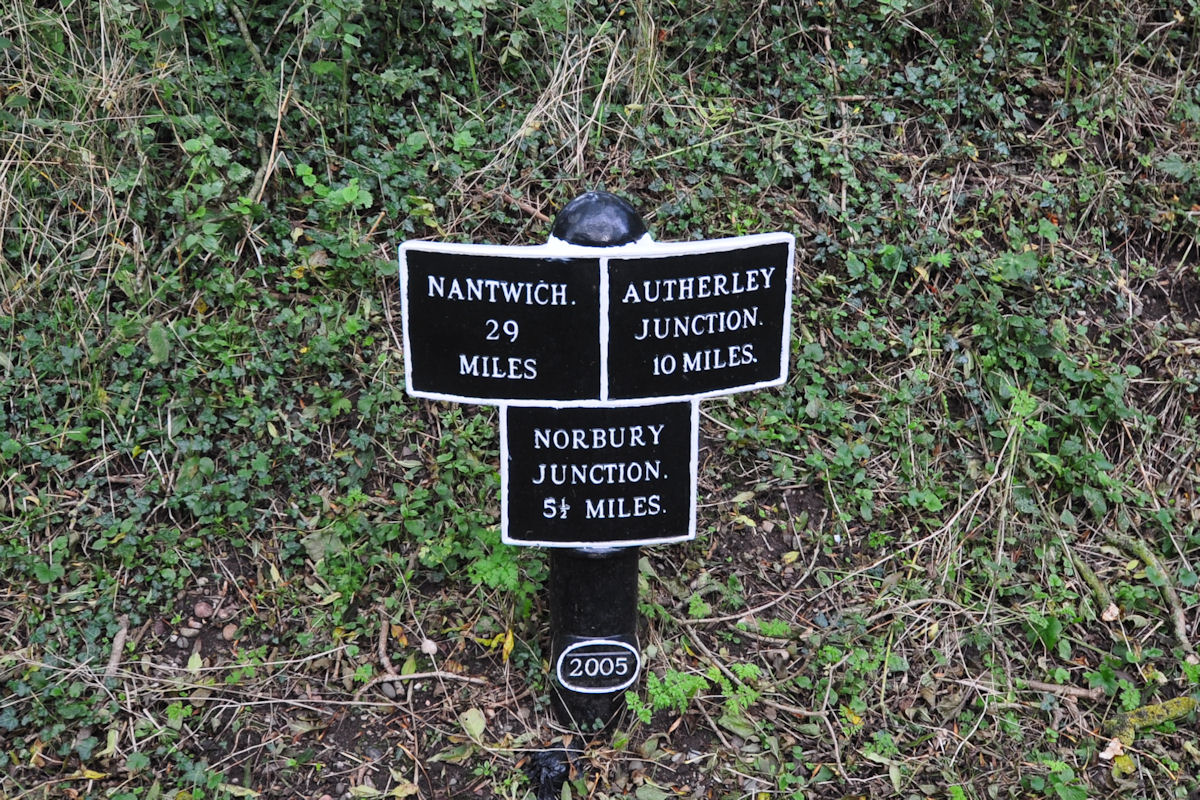 NANTWICH.
29
MILES
AUTHERLEY
JUNCTION.
10 MILES.
NORBURY
JUNCTION.
5½ MILES.
2005